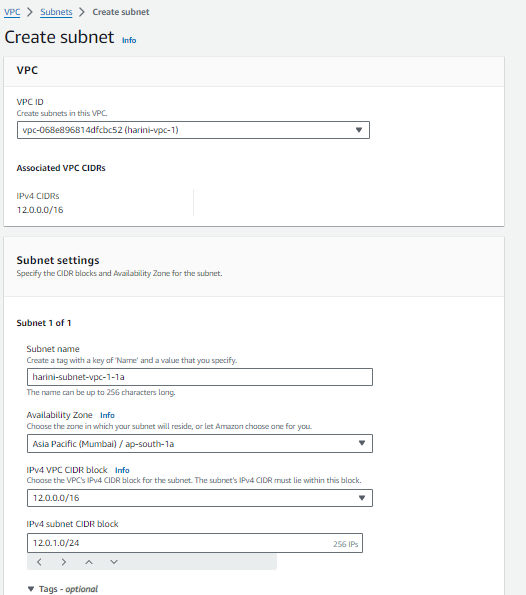 VPC > Subnets > Create subnet
Create subnet Info
VPC
VPC ID
Create subnets in this VPC.
vpc-068e896814dfcbc52 (harini-vpc-1)
Associated VPC CIDRs
IPv4 CIDRs
12.0.0.0/16
Subnet settings
Specify the CIDR blocks and Availability Zone for the subnet.
Subnet 1 of 1
Subnet name
Create a tag with a key of 'Name' and a value that you specify.
harini-subnet-vpc-1-1a
The name can be up to 256 characters long.
Availability Zone Info
Choose the zone in which your subnet will reside, or let Amazon choose one for you.
Asia Pacific (Mumbai) / ap-south-1a
IPv4 VPC CIDR block Info
Choose the VPC's IPv4 CIDR block for the subnet. The subnet's IPv4 CIDR must lie within this block.
12.0.0.0/16
IPv4 subnet CIDR block
12.0.1.0/24 256 IPs
Tags - optional